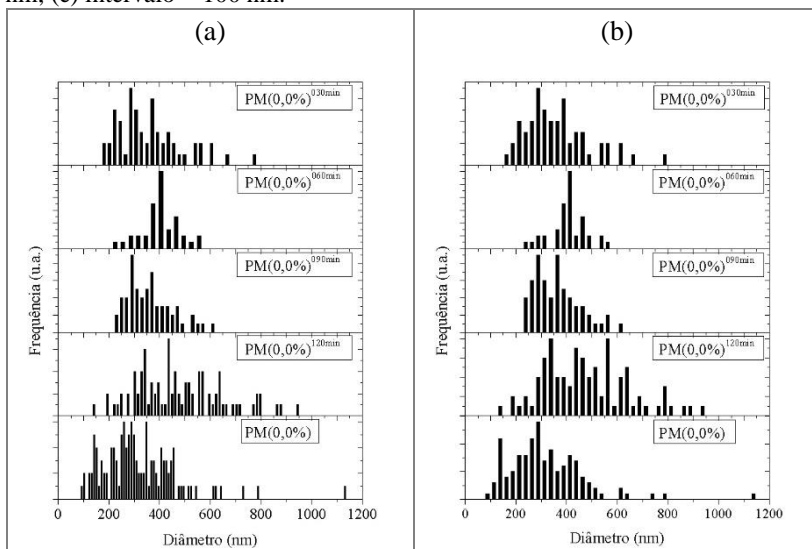 nm, (c) intervalo = 100 nm.
(a)
(b)
PM(0,0%)030min
PM(0,0%)060min
PM(0,0%)090min
PM(0,0%)120min
PM(0,0%)
Frequência (u.a.)
0 200 400 600 800 1000 1200
Diâmetro (nm)
PM(0,0%)030min
PM(0,0%)060min
PM(0,0%)090min
PM(0,0%)120min
PM(0,0%)
Frequência (u.a.)
0 200 400 600 800 1000 1200
Diâmetro (nm)